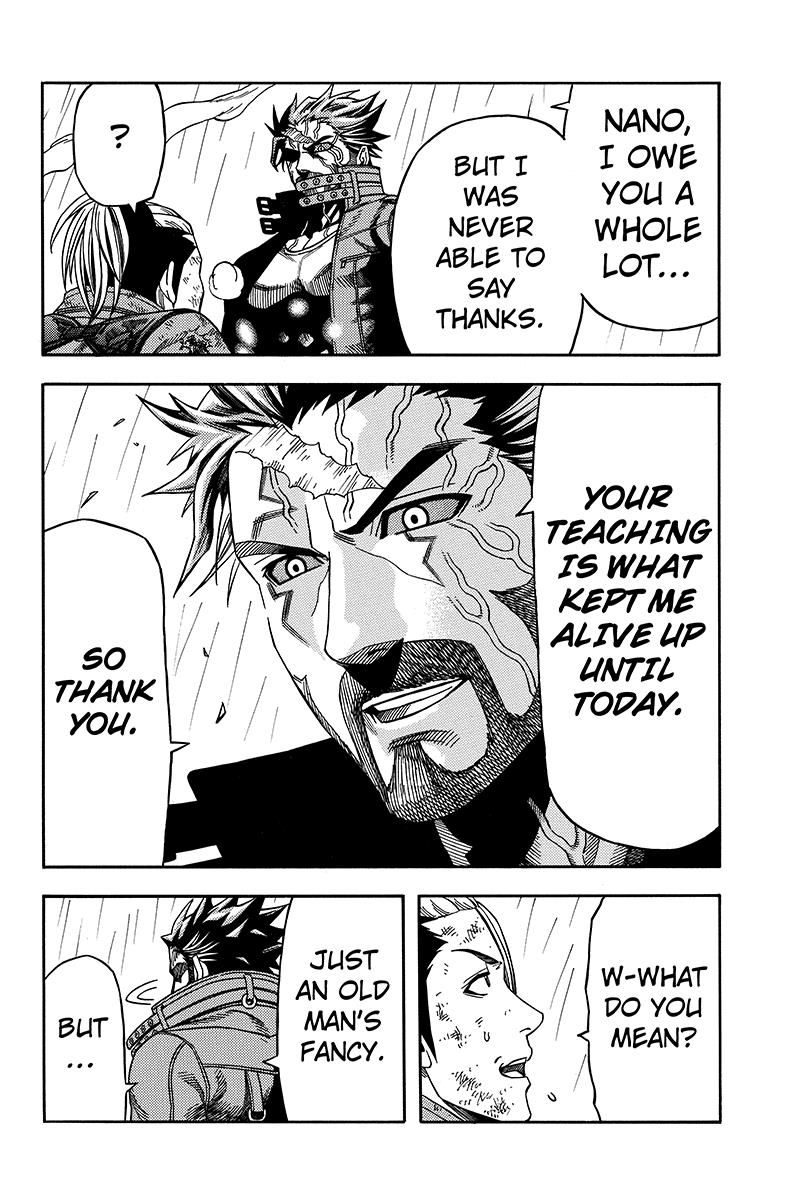 NANO,
I OWE
YOU A
WHOLE
LOT...
BUT I
WAS
NEVER
ABLE TO
SAY
THANKS.
?
YOUR
TEACHING
IS WHAT
KEPT ME
ALIVE UP
UNTIL
TODAY.
SO
THANK
YOU.
W-WHAT
DO YOU
MEAN?
JUST
AN OLD
MAN'S
FANCY.
BUT
...